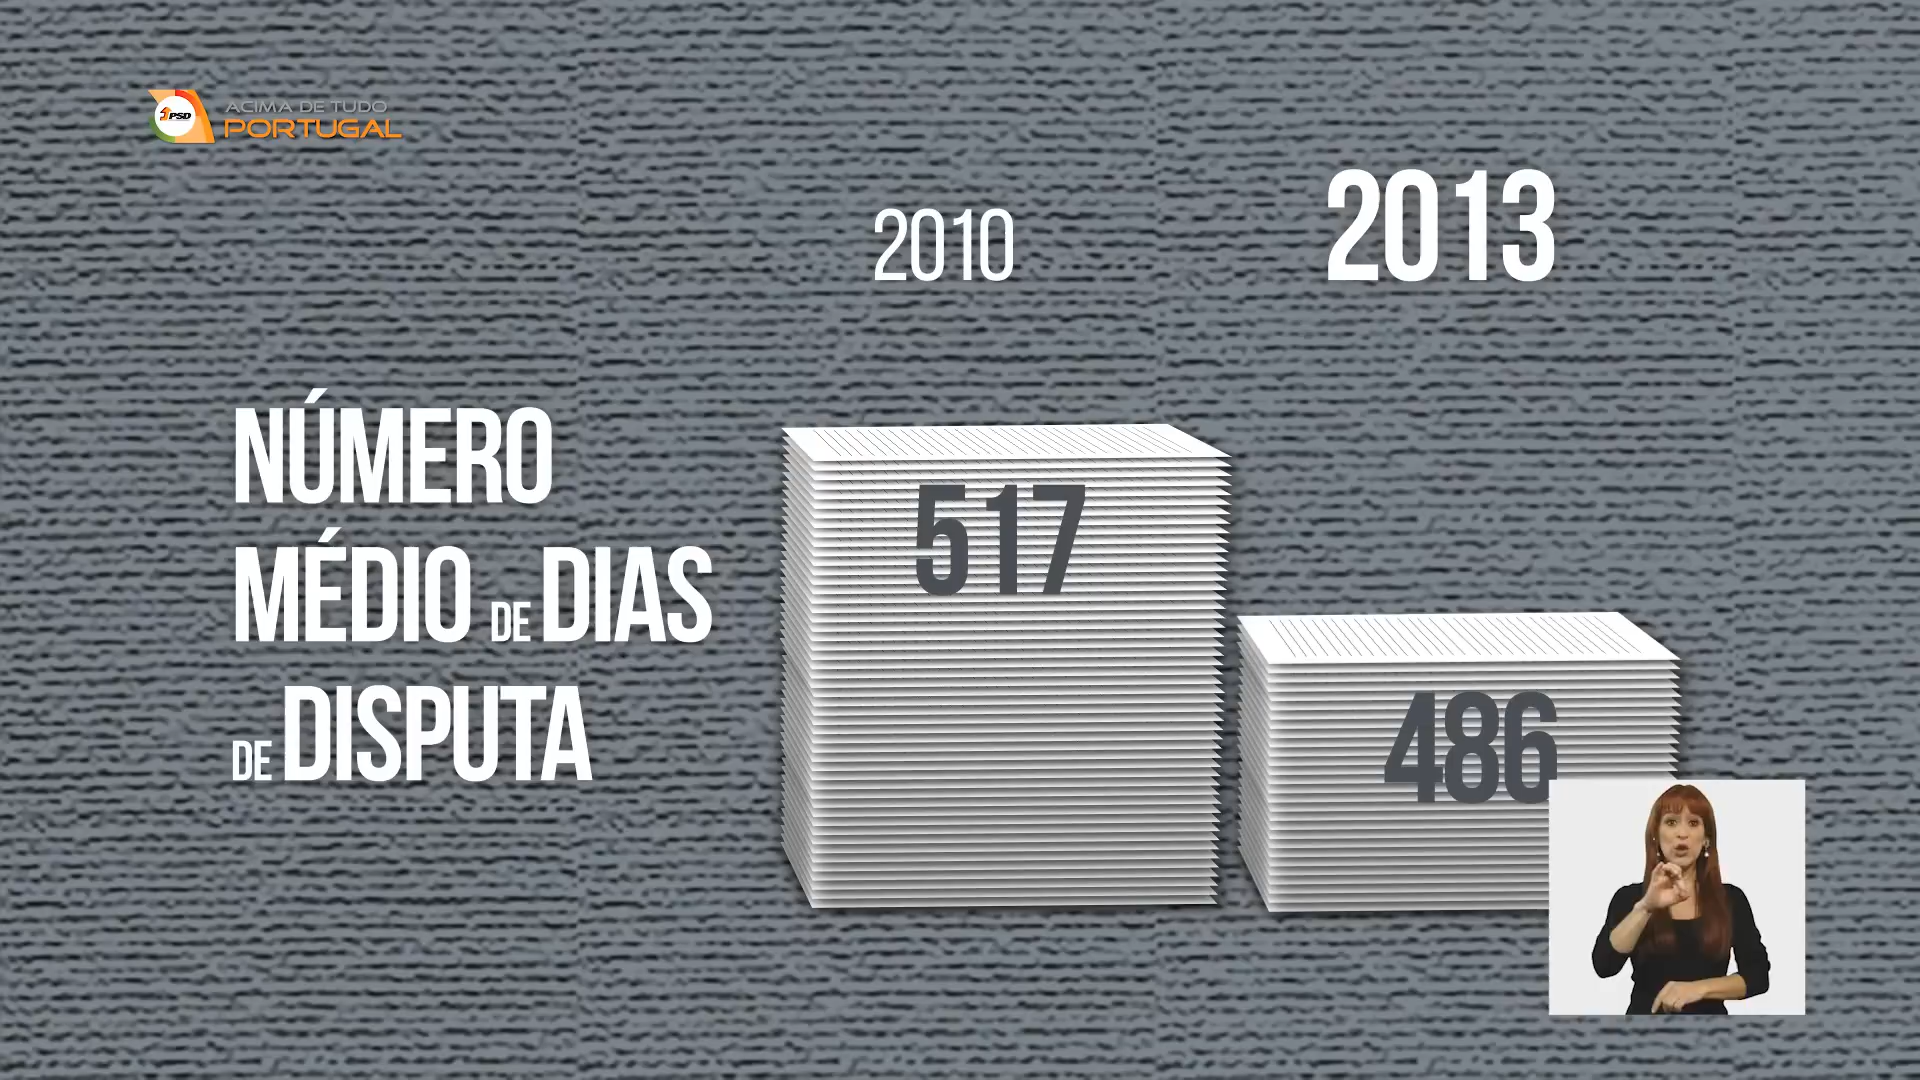 PSD
ACIMA DE TUDO
PORTUGAL
2010
2013
NÚMERO
MÉDIO DE DIAS
DE DISPUTA
517
486